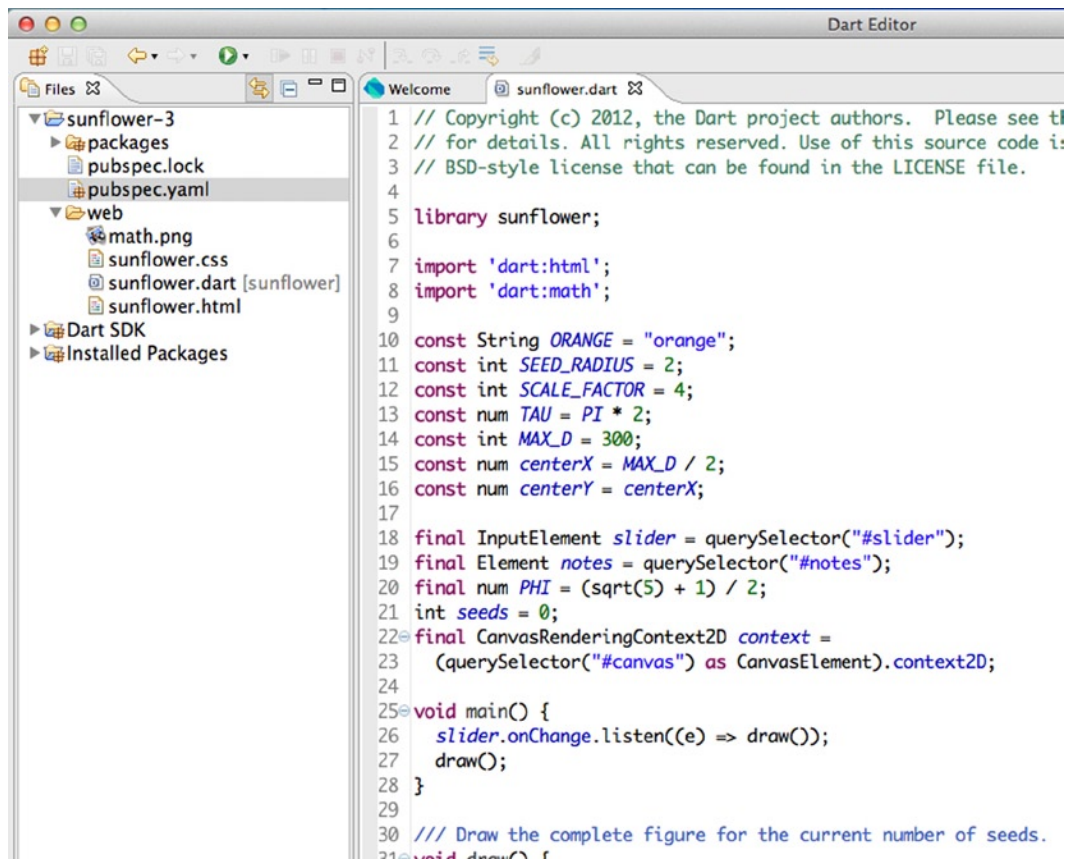 Dart Editor
Files
sunflower-3
packages
pubspec.lock
pubspec.yaml
web
math.png
sunflower.css
sunflower.dart [sunflower]
sunflower.html
Dart SDK
Installed Packages
Welcome
sunflower.dart
1 // Copyright (c) 2012, the Dart project authors.  Please see
2 // for details. All rights reserved. Use of this source code
3 // BSD-style license that can be found in the LICENSE file.
4
5 library sunflower;
6
7 import 'dart:html';
8 import 'dart:math';
9
10 const String ORANGE = "orange";
11 const int SEED_RADIUS = 2;
12 const int SCALE_FACTOR = 4;
13 const num TAU = PI * 2;
14 const int MAX_D = 300;
15 const num centerX = MAX_D / 2;
16 const num centerY = centerX;
17
18 final InputElement slider = querySelector("#slider");
19 final Element notes = querySelector("#notes");
20 final num PHI = (sqrt(5) + 1) / 2;
21 int seeds = 0;
22 final CanvasRenderingContext2D context =
23   (querySelector("#canvas") as CanvasElement).context2D;
24
25 void main() {
26   slider.onChange.listen((e) => draw());
27   draw();
28 }
29
30 /// Draw the complete figure for the current number of seeds.
31 void draw() {